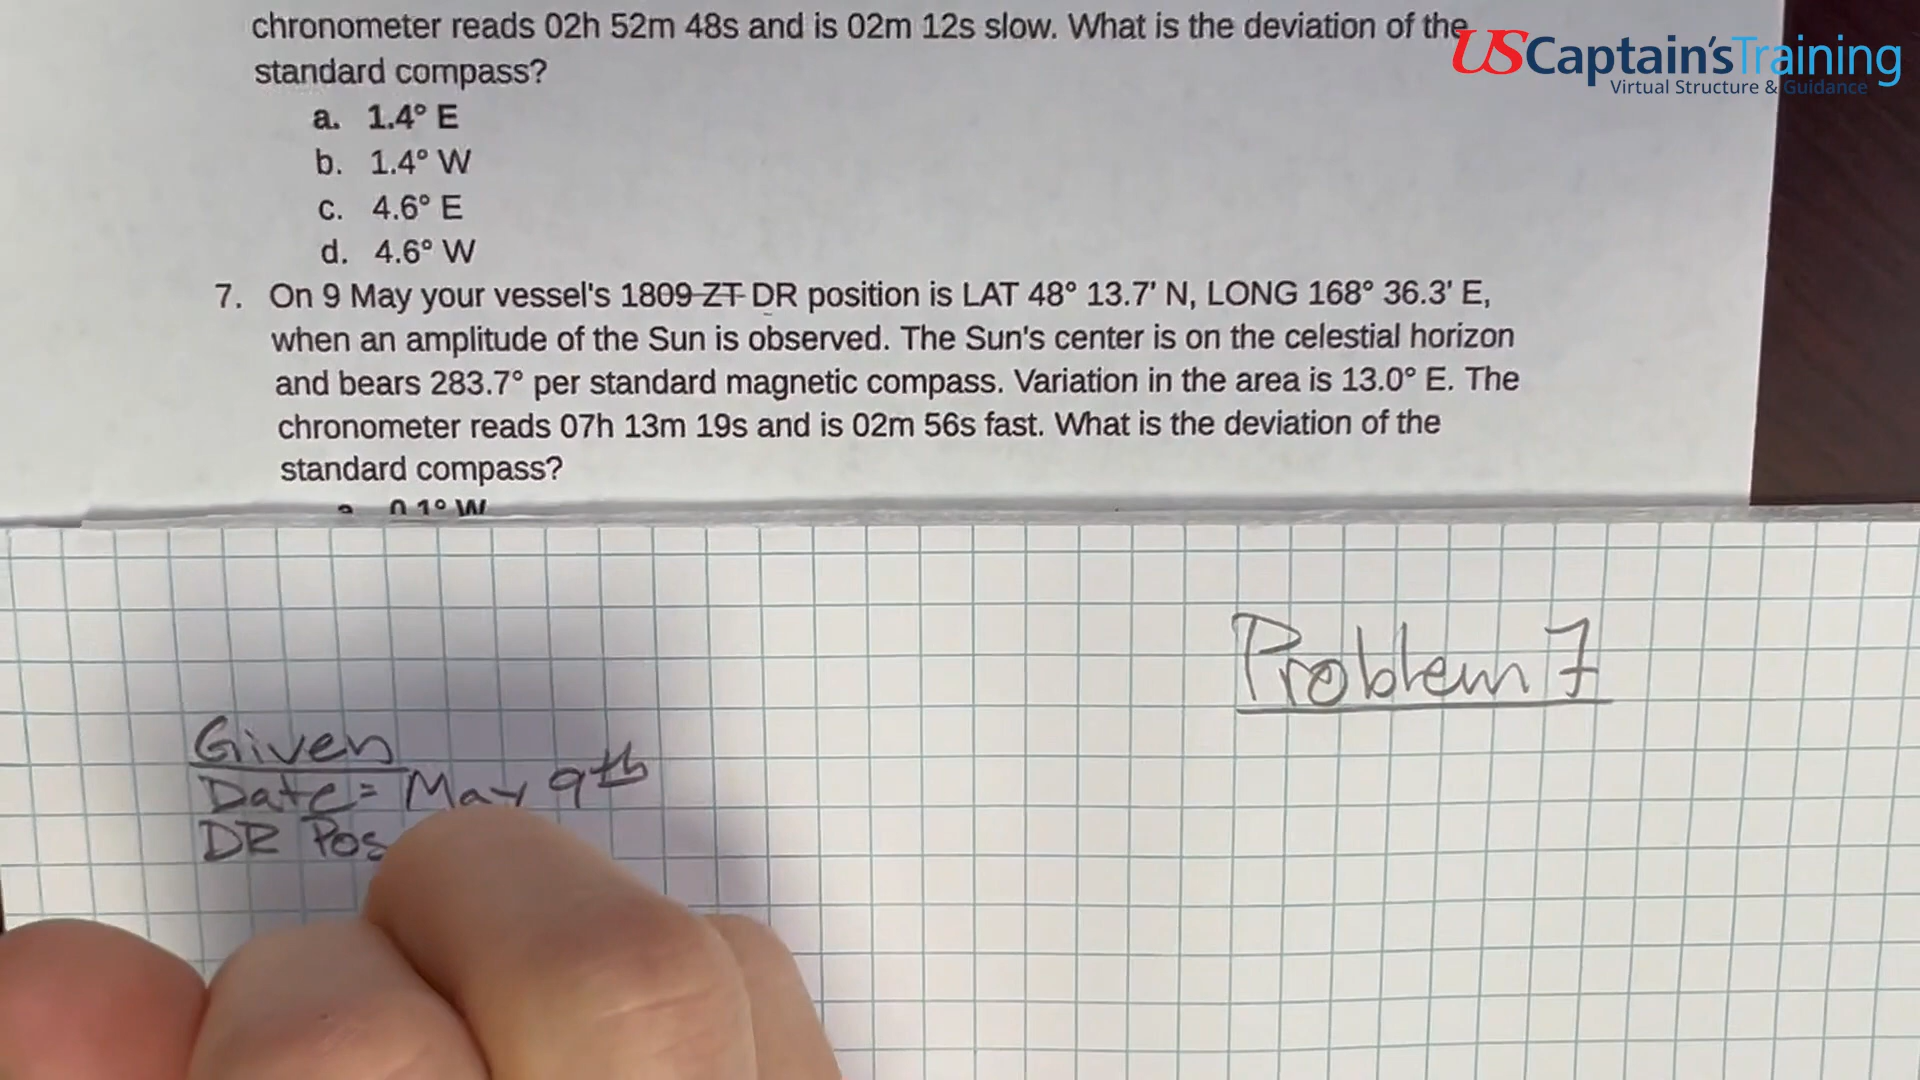 chronometer reads 02h 52m 48s and is 02m 12s slow. What is the deviation of the
standard compass?
a. 1.4° E
b. 1.4° W
c. 4.6° E
d. 4.6° W
7. On 9 May your vessel's 1809 ZT DR position is LAT 48° 13.7' N, LONG 168° 36.3' E,
when an amplitude of the Sun is observed. The Sun's center is on the celestial horizon
and bears 283.7° per standard magnetic compass. Variation in the area is 13.0° E. The
chronometer reads 07h 13m 19s and is 02m 56s fast. What is the deviation of the
standard compass?
a. 0.1° W
USCaptain'sTraining
Virtual Structure & Guidance
Problem 7
Given
Date= May 9th
DR Pos